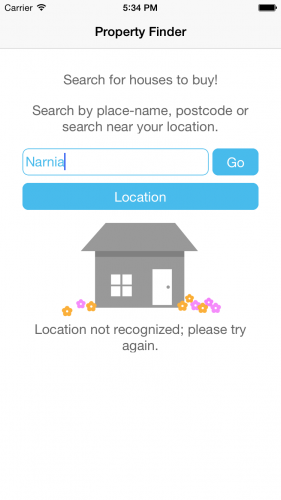 Carrier 5:34 PM
Property Finder
Search for houses to buy!
Search by place-name, postcode or
search near your location.
Narnia Go
Location
Location not recognized; please try
again.